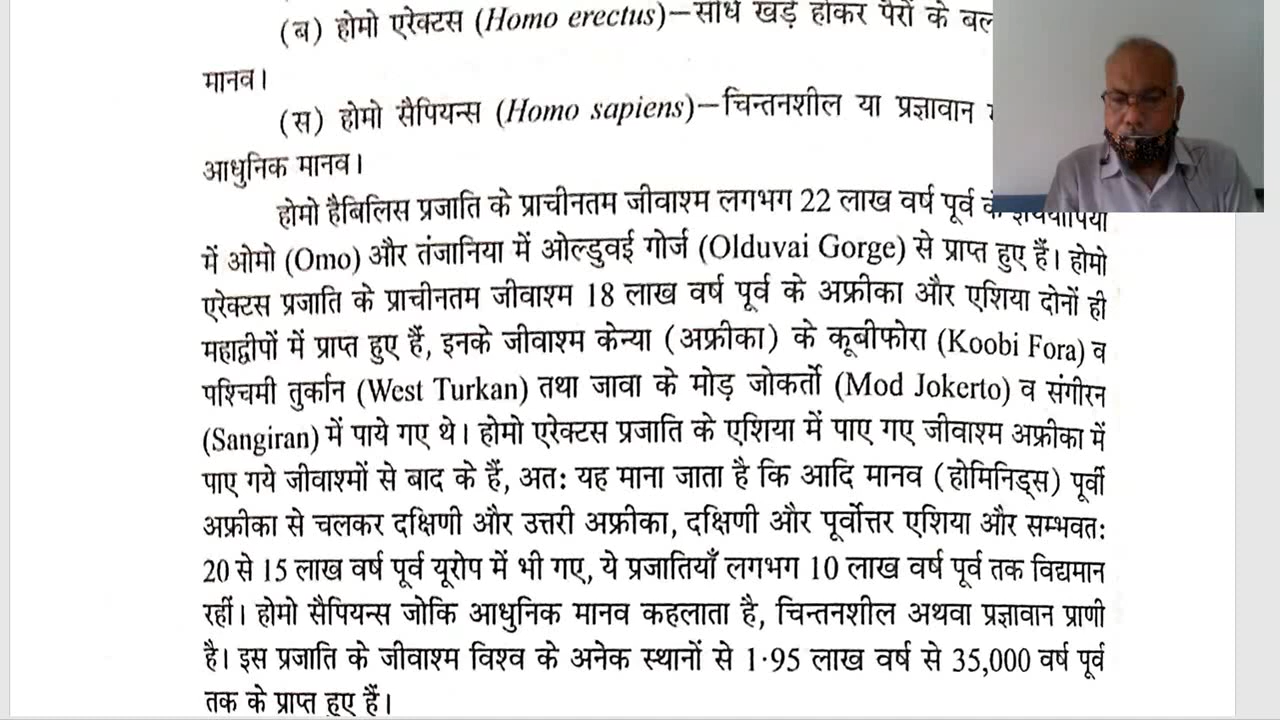 (ब) होमो एरेक्टस (Homo erectus)–सीधे खड़े होकर पैरों के बल
मानव।
(स) होमो सैपियन्स (Homo sapiens)–चिन्तनशील या प्रज्ञावान
आधुनिक मानव।
होमो हैबिलिस प्रजाति के प्राचीनतम जीवाश्म लगभग 22 लाख वर्ष पूर्व के
में ओमो (Omo) और तंजानिया में ओल्डुवई गोर्ज (Olduvai Gorge) से प्राप्त हुए हैं। होमो
एरेक्टस प्रजाति के प्राचीनतम जीवाश्म 18 लाख वर्ष पूर्व के अफ्रीका और एशिया दोनों ही
महाद्वीपों में प्राप्त हुए हैं, इनके जीवाश्म केन्या (अफ्रीका) के कूबीफोरा (Koobi Fora) व
पश्चिमी तुर्कान (West Turkan) तथा जावा के मोड़ जोकर्तो (Mod Jokerto) व संगीरन
(Sangiran) में पाये गए थे। होमो एरेक्टस प्रजाति के एशिया में पाए गए जीवाश्म अफ्रीका में
पाए गये जीवाश्मों से बाद के हैं, अत: यह माना जाता है कि आदि मानव (होमिनिड्स) पूर्वी
अफ्रीका से चलकर दक्षिणी और उत्तरी अफ्रीका, दक्षिणी और पूर्वोत्तर एशिया और सम्भवत:
20 से 15 लाख वर्ष पूर्व यूरोप में भी गए, ये प्रजातियाँ लगभग 10 लाख वर्ष पूर्व तक विद्यमान
रहीं। होमो सैपियन्स जोकि आधुनिक मानव कहलाता है, चिन्तनशील अथवा प्रज्ञावान प्राणी
है। इस प्रजाति के जीवाश्म विश्व के अनेक स्थानों से 1·95 लाख वर्ष से 35,000 वर्ष पूर्व
तक के प्राप्त हुए हैं।